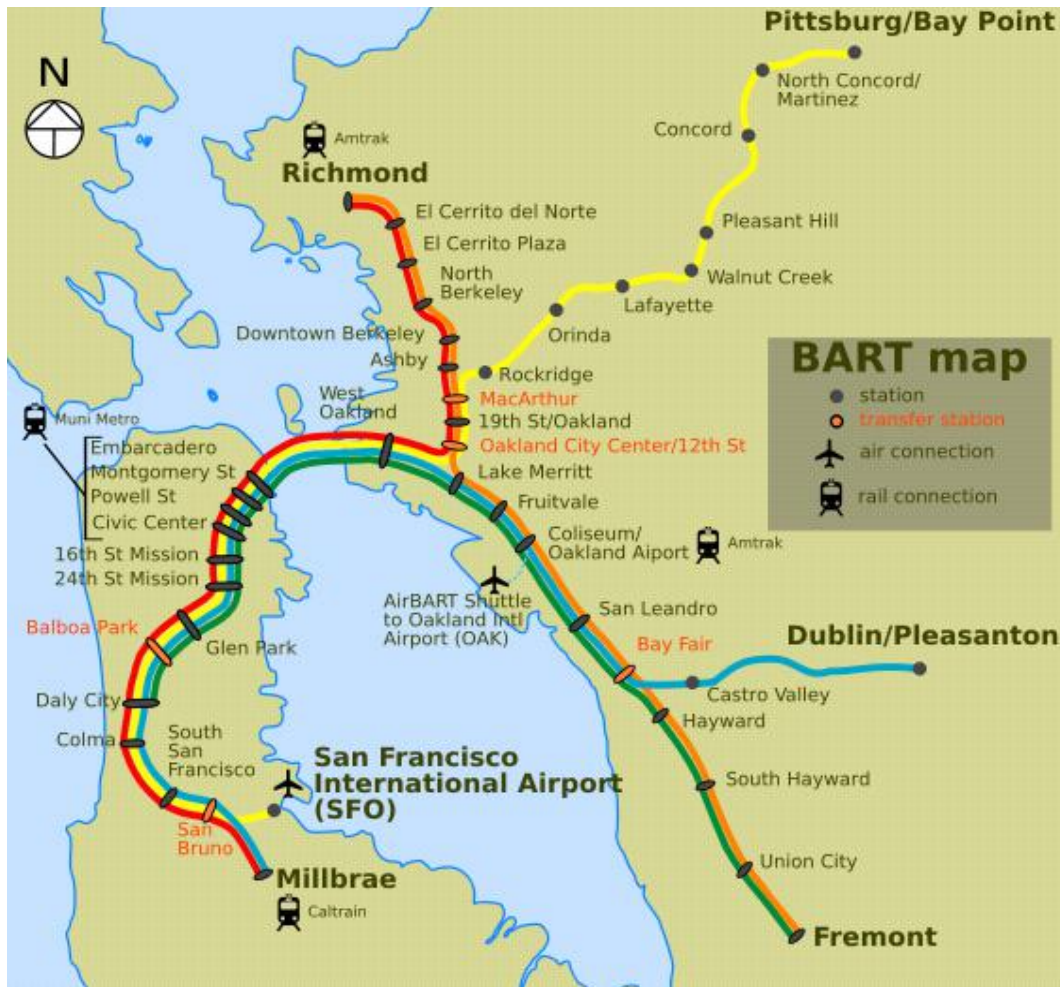 Pittsburg/Bay Point
N
North Concord/
Martinez
Concord
Amtrak
Richmond
El Cerrito del Norte
Pleasant Hill
El Cerrito Plaza
North
Berkeley
Walnut Creek
Lafayette
Downtown Berkeley
Orinda
Ashby
Rockridge
BART map
station
transfer station
air connection
rail connection
West
Oakland
MacArthur
19th St/Oakland
Oakland City Center/12th St
Muni Metro
Embarcadero
Montgomery St
Powell St
Civic Center
16th St Mission
24th St Mission
Lake Merritt
Fruitvale
Coliseum/
Oakland Aiport
Amtrak
AirBART Shuttle
to Oakland Intl
Airport (OAK)
San Leandro
Balboa Park
Glen Park
Bay Fair
Dublin/Pleasanton
Castro Valley
Daly City
Hayward
Colma
South
San
Francisco
San Francisco
International Airport
(SFO)
South Hayward
San
Bruno
Union City
Millbrae
Caltrain
Fremont